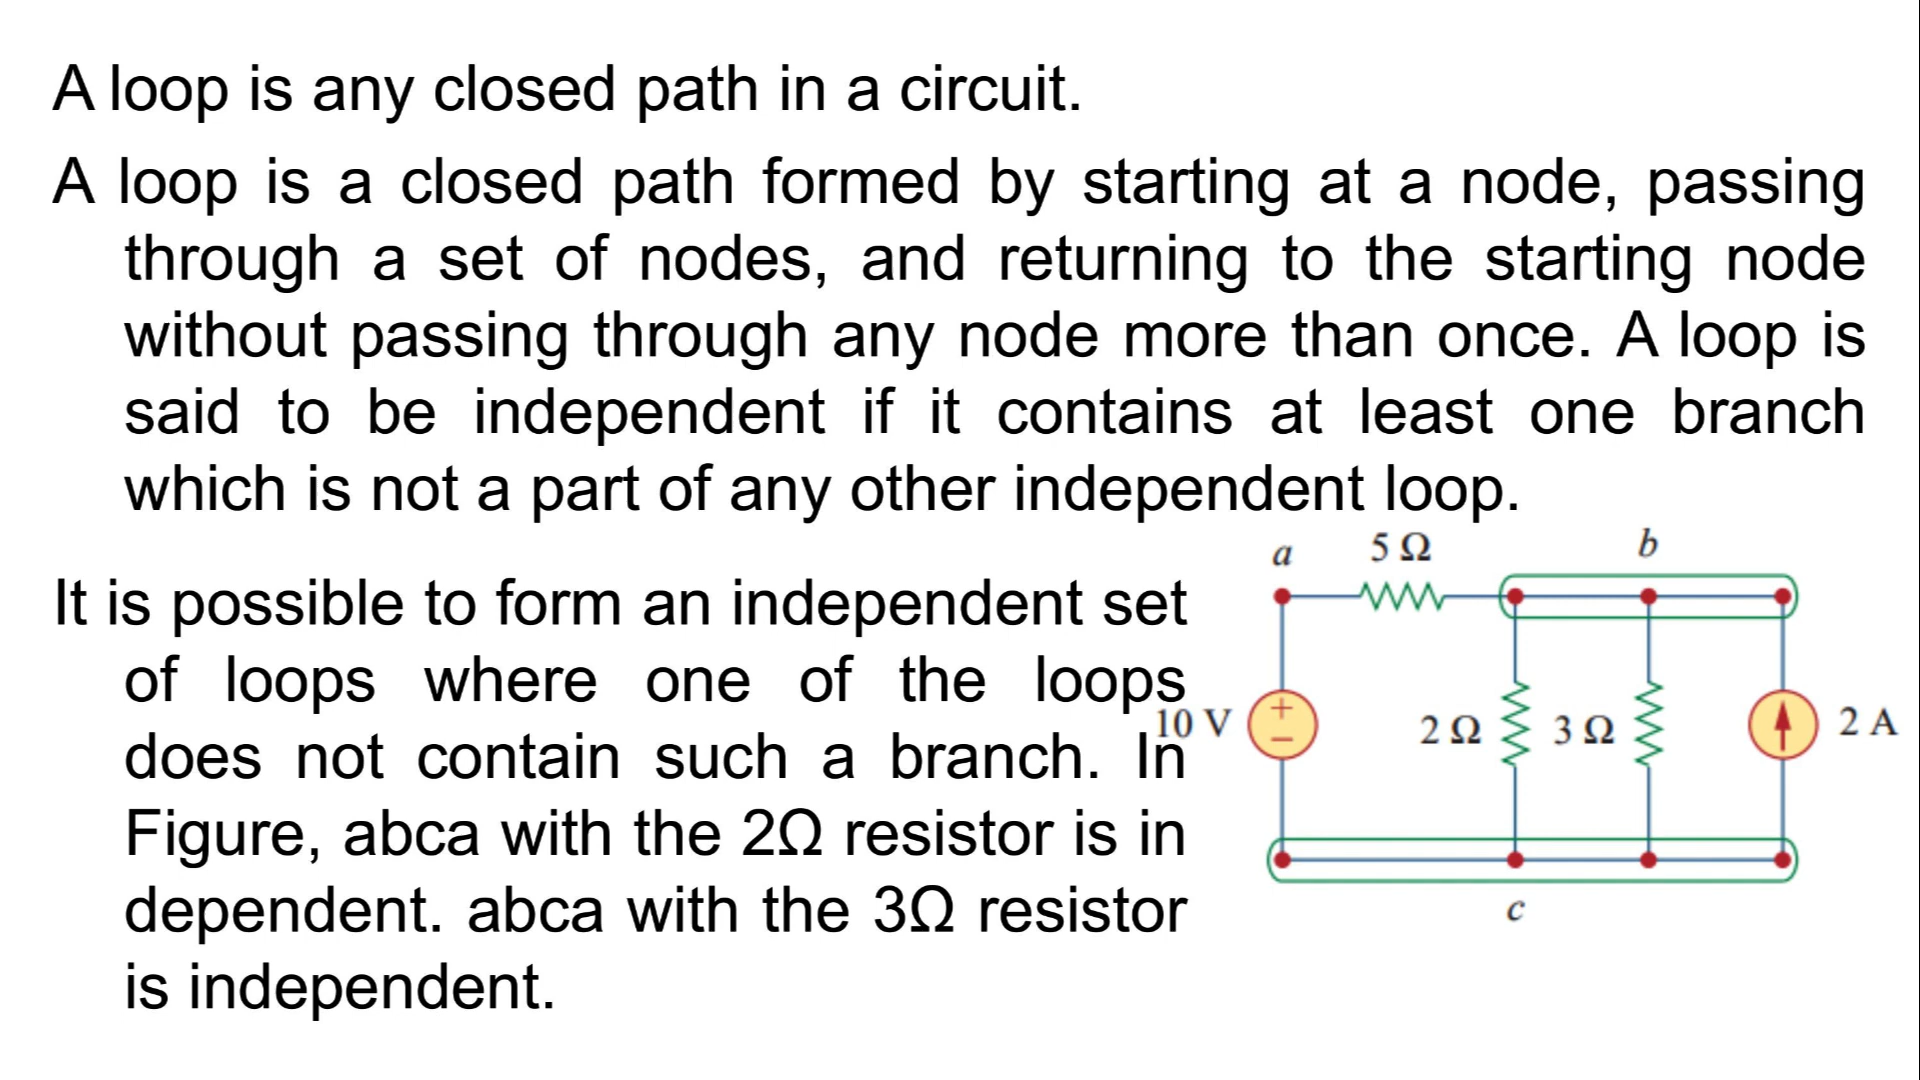 A loop is any closed path in a circuit.
A loop is a closed path formed by starting at a node, passing
through a set of nodes, and returning to the starting node
without passing through any node more than once. A loop is
said to be independent if it contains at least one branch
which is not a part of any other independent loop.
It is possible to form an independent set
of loops where one of the loops
does not contain such a branch. In
Figure, abca with the 2Ω resistor is in
dependent. abca with the 3Ω resistor
is independent.
a 5 Ω b
10 V + − 2 Ω 3 Ω 2 A
c